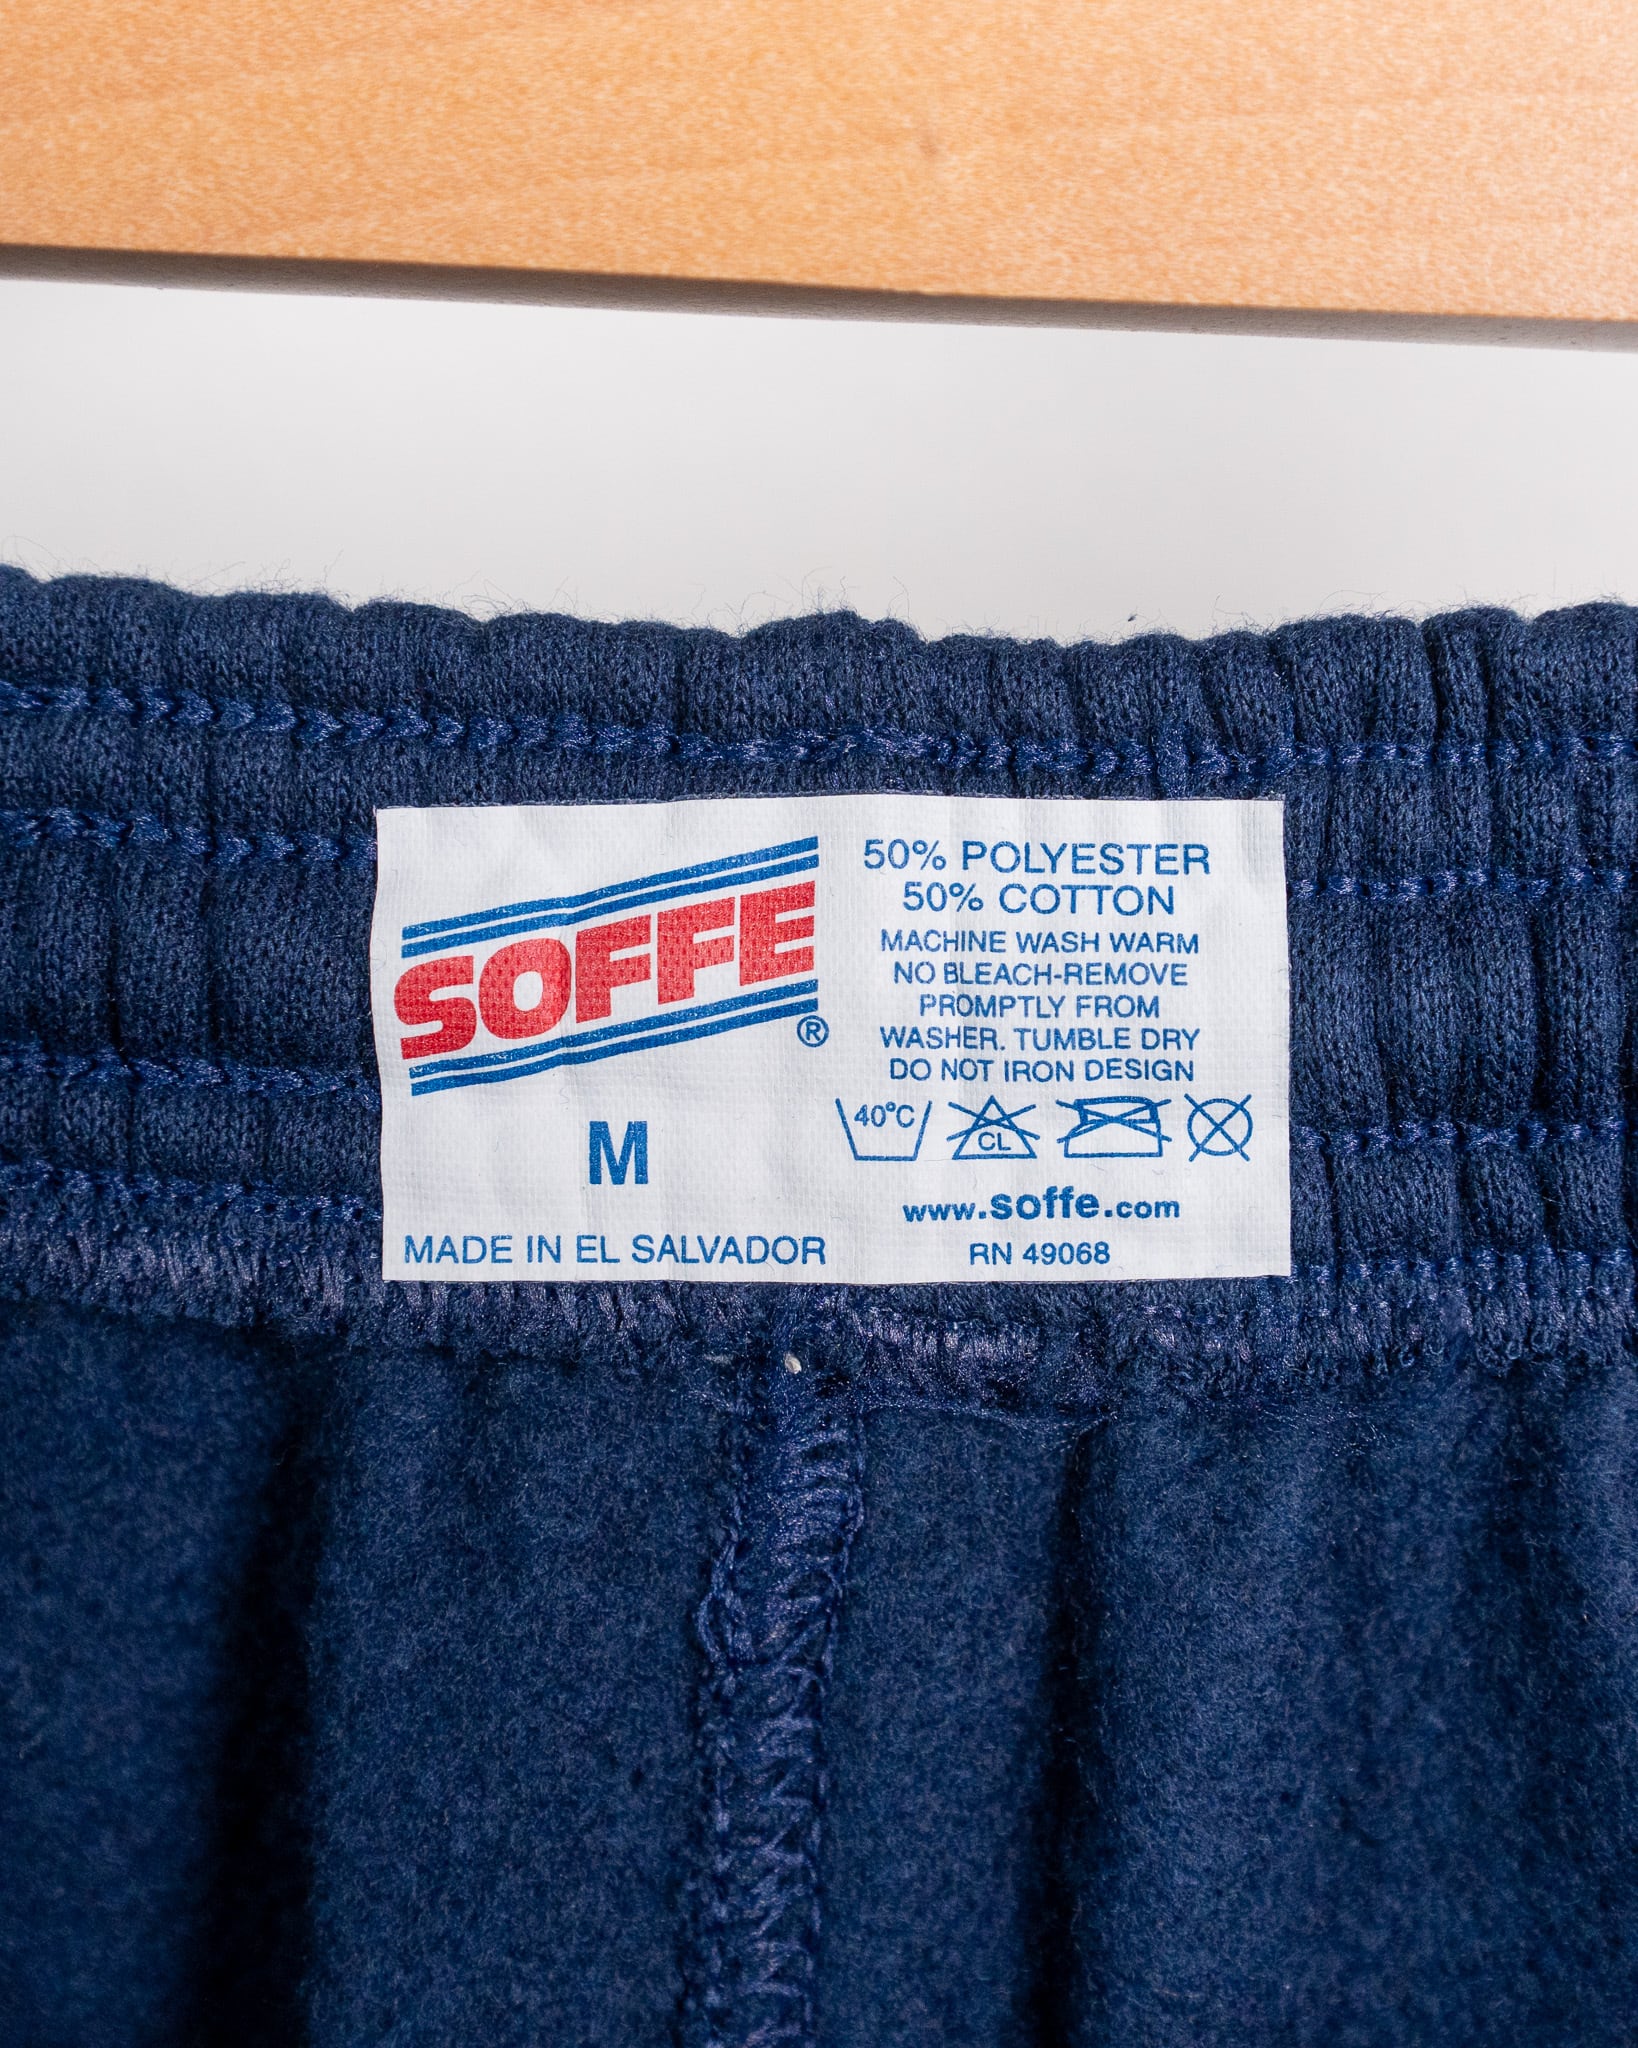 SOFFE®
M
MADE IN EL SALVADOR
50% POLYESTER
50% COTTON
MACHINE WASH WARM
NO BLEACH-REMOVE
PROMPTLY FROM
WASHER. TUMBLE DRY
DO NOT IRON DESIGN
40°C CL
www.soffe.com
RN 49068